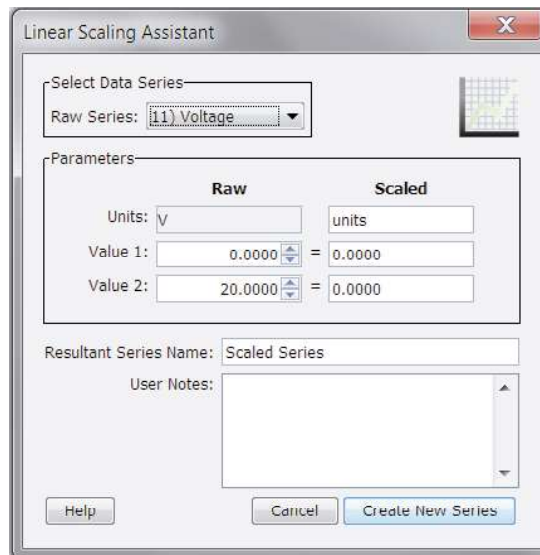 Linear Scaling Assistant
Select Data Series
Raw Series: 11) Voltage
Parameters
Raw Scaled
Units: V units
Value 1: 0.0000 = 0.0000
Value 2: 20.0000 = 0.0000
Resultant Series Name: Scaled Series
User Notes:
Help Cancel Create New Series